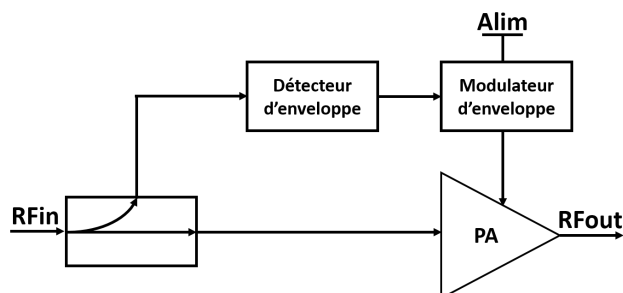 Alim
Détecteur
d'enveloppe
Modulateur
d'enveloppe
RFin
PA
RFout